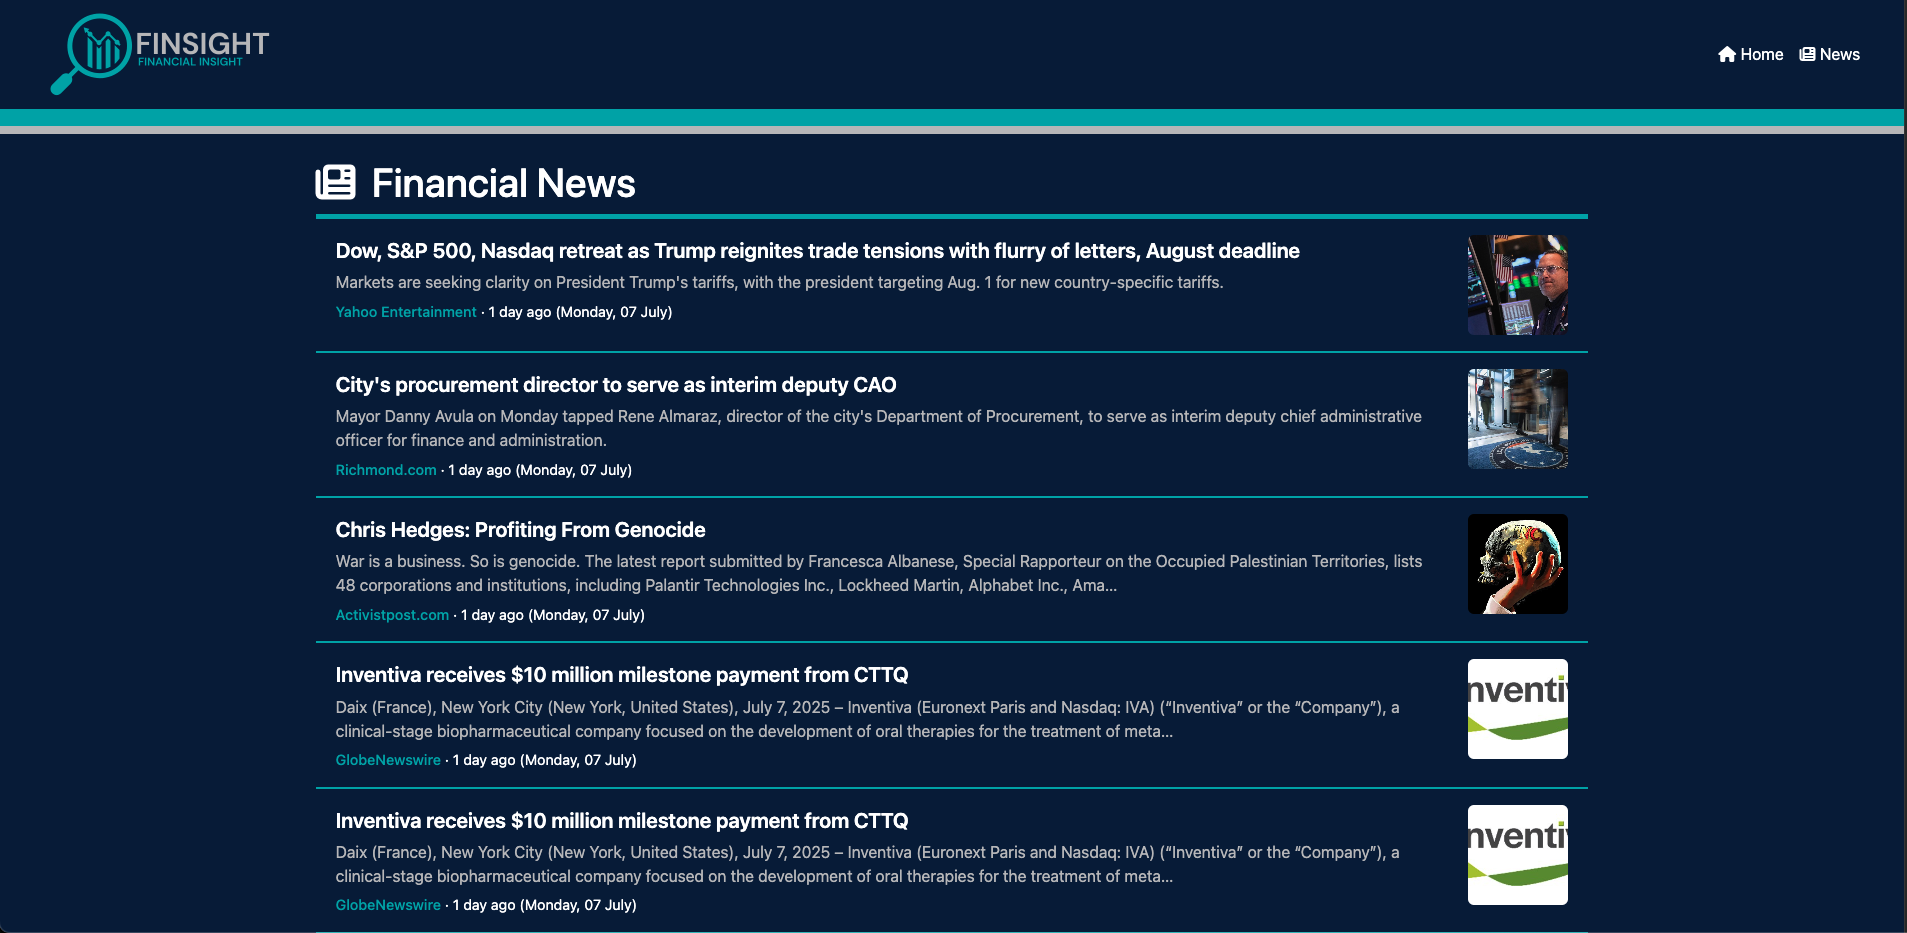 FINSIGHT
FINANCIAL INSIGHT
Home
News
Financial News
Dow, S&P 500, Nasdaq retreat as Trump reignites trade tensions with flurry of letters, August deadline
Markets are seeking clarity on President Trump's tariffs, with the president targeting Aug. 1 for new country-specific tariffs.
Yahoo Entertainment · 1 day ago (Monday, 07 July)
City's procurement director to serve as interim deputy CAO
Mayor Danny Avula on Monday tapped Rene Almaraz, director of the city's Department of Procurement, to serve as interim deputy chief administrative
officer for finance and administration.
Richmond.com · 1 day ago (Monday, 07 July)
Chris Hedges: Profiting From Genocide
War is a business. So is genocide. The latest report submitted by Francesca Albanese, Special Rapporteur on the Occupied Palestinian Territories, lists
48 corporations and institutions, including Palantir Technologies Inc., Lockheed Martin, Alphabet Inc., Ama...
Activistpost.com · 1 day ago (Monday, 07 July)
Inventiva receives $10 million milestone payment from CTTQ
Daix (France), New York City (New York, United States), July 7, 2025 – Inventiva (Euronext Paris and Nasdaq: IVA) (“Inventiva” or the “Company”), a
clinical-stage biopharmaceutical company focused on the development of oral therapies for the treatment of meta...
GlobeNewswire · 1 day ago (Monday, 07 July)
nventiv
Inventiva receives $10 million milestone payment from CTTQ
Daix (France), New York City (New York, United States), July 7, 2025 – Inventiva (Euronext Paris and Nasdaq: IVA) (“Inventiva” or the “Company”), a
clinical-stage biopharmaceutical company focused on the development of oral therapies for the treatment of meta...
GlobeNewswire · 1 day ago (Monday, 07 July)
nventiv